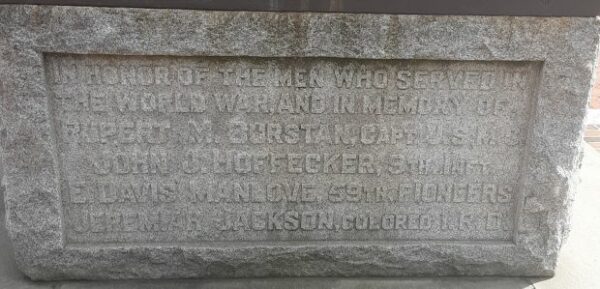 IN HONOR OF THE MEN WHO SERVED IN
THE WORLD WAR, AND IN MEMORY OF:
RUPERT M. BURSTAN, CAPT. U.S.M.C.
JOHN J. HOFFECKER, 9TH. INFT.
E. DAVIS MANLOVE, 59TH. PIONEERS
JEREMIAH JACKSON, COLORED